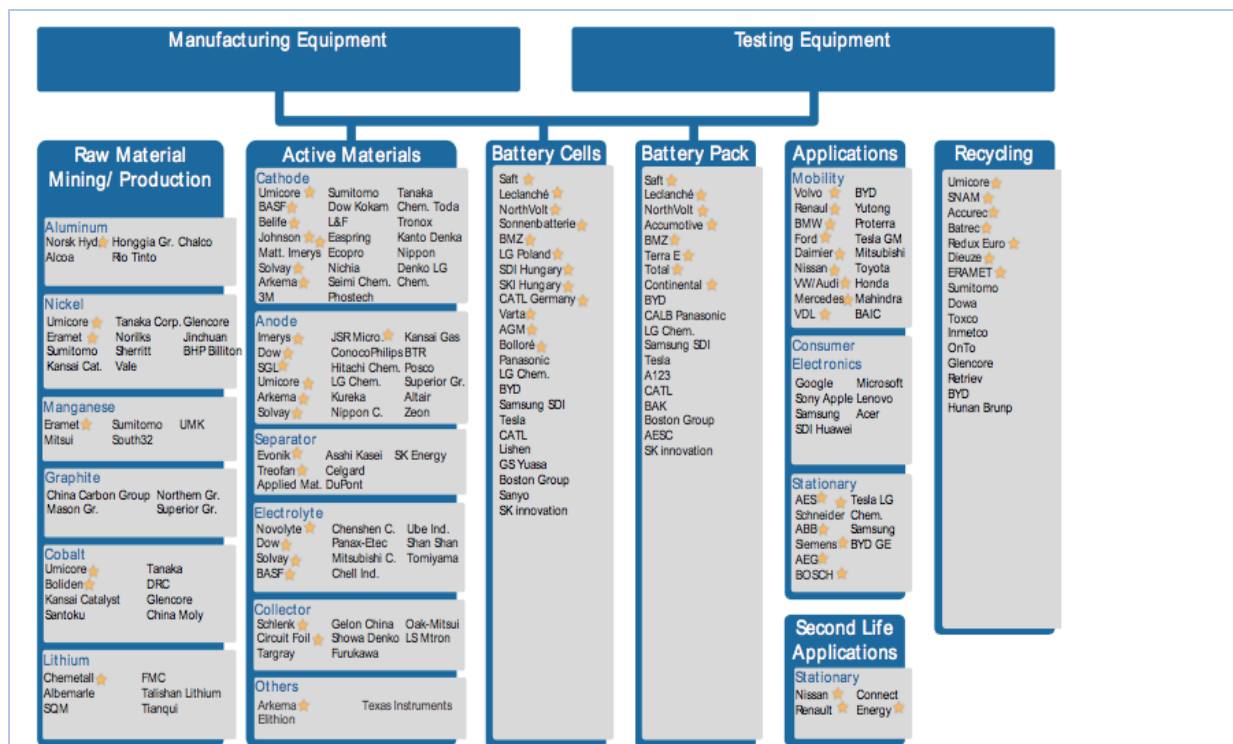 Manufacturing Equipment
Testing Equipment
Raw Material
Mining/ Production
Aluminum
Norsk Hyd Honggia Gr. Chalco
Alcoa Rio Tinto
Nickel
Umicore Tanaka Corp. Glencore
Eramet Norilks Jinchuan
Sumitomo Sherritt BHP Billiton
Kansai Cat. Vale
Manganese
Eramet Sumitomo UMK
Mitsui South32
Graphite
China Carbon Group Northern Gr.
Mason Gr. Superior Gr.
Cobalt
Umicore Tanaka
Boliden DRC
Kansai Catalyst Glencore
Santoku China Moly
Lithium
Chemetall FMC
Albemarle Talishan Lithium
SQM Tianqui
Active Materials
Cathode
Umicore Sumitomo Tanaka
BASF Dow Kokam Chem. Toda
Belife L&F Tronox
Johnson Easpring Kanto Denka
Matt. Imerys Ecopro Nippon
Solvay Nichia Denko LG
Arkema Seimi Chem. Chem.
3M Phostech
Anode
Imerys JSR Micro. Kansai Gas
Dow ConocoPhilips BTR
SGL Hitachi Chem. Posco
Umicore LG Chem. Superior Gr.
Arkema Kureka Altair
Solvay Nippon C. Zeon
Separator
Evonik Asahi Kasei SK Energy
Treofan Celgard
Applied Mat. DuPont
Electrolyte
Novolyte Chenshen C. Ube Ind.
Dow Panax-Etec Shan Shan
Solvay Mitsubishi C. Tomiyama
BASF Chell Ind.
Collector
Schlenk Gelon China Oak-Mitsui
Circuit Foil Showa Denko LS Mtron
Targray Furukawa
Others
Arkema Texas Instruments
Elithion
Battery Cells
Saft
Leclanché
NorthVolt
Sonnenbatterie
BMZ
LG Poland
SDI Hungary
SKI Hungary
CATL Germany
Varta
AGM
Bolloré
Panasonic
LG Chem.
BYD
Samsung SDI
Tesla
CATL
Lishen
GS Yuasa
Boston Group
Sanyo
SK innovation
Battery Pack
Saft
Leclanché
NorthVolt
Accumotive
BMZ
Terra E
Total
Continental
BYD
CALB Panasonic
LG Chem.
Samsung SDI
Tesla
A123
CATL
BAK
Boston Group
AESC
SK innovation
Applications
Mobility
Volvo BYD
Renaul Yutong
BMW Proterra
Ford Tesla GM
Daimier Mitsubishi
Nissan Toyota
VW/Audi Honda
Mercedes Mahindra
VDL BAIC
Consumer
Electronics
Google Microsoft
Sony Apple Lenovo
Samsung Acer
SDI Huawei
Stationary
AES Tesla LG
Schneider Chem.
ABB Samsung
Siemens BYD GE
AEG
BOSCH
Second Life
Applications
Stationary
Nissan Connect
Renault Energy
Recycling
Umicore
SNAM
Accurec
Batrec
Redux Euro
Dieuze
ERAMET
Sumitomo
Dowa
Toxco
Inmetco
OnTo
Glencore
Retriev
BYD
Hunan Brunp